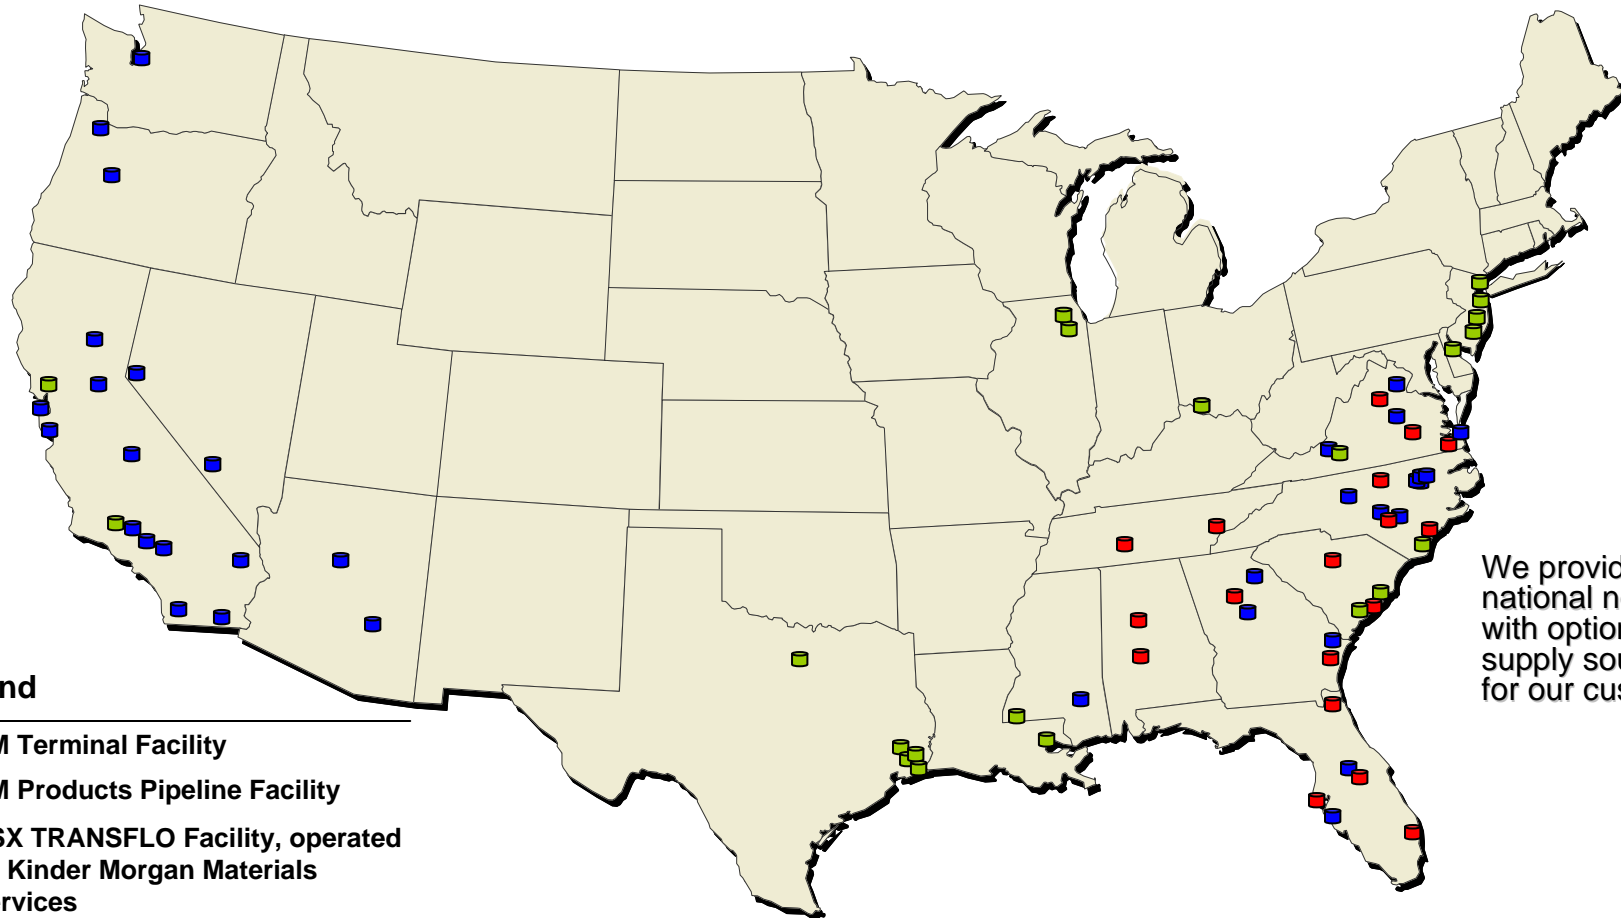 nd
M Terminal Facility
M Products Pipeline Facility
SX TRANSFLO Facility, operated
Kinder Morgan Materials
rvices
We provid
national n
with option
supply sou
for our cus